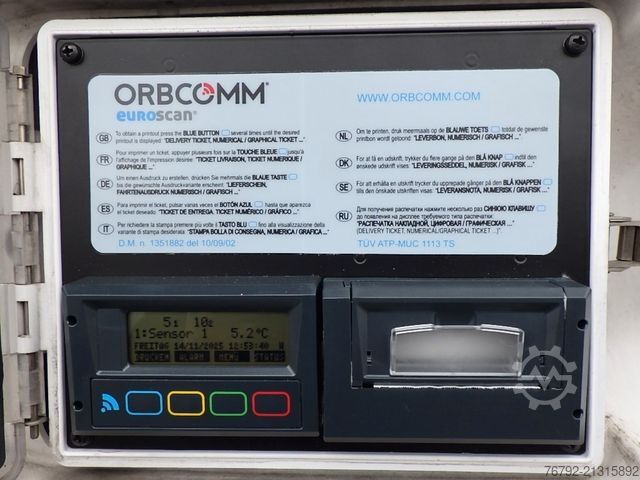 ORBCOMM®
euroscan®
WWW.ORBCOMM.COM
GB To obtain a printout press the BLUE BUTTON several times until the desired
printout is displayed: "DELIVERY TICKET, NUMERICAL / GRAPHICAL TICKET ..."
FR Pour imprimer un ticket, appuyer plusieurs fois sur la TOUCHE BLEUE jusqu'à
l'affichage de l'impression désirée: "TICKET LIVRAISON, TICKET NUMERIQUE /
GRAPHIQUE ..."
DE Um einen Ausdruck zu erstellen, drücken Sie mehrmals die BLAUE TASTE
bis die gewünschte Ausdruckvariante erscheint: "LIEFERSCHEIN,
FAHRTENAUSDRUCK NUMERISCH / GRAFISCH ..."
ES Para imprimir el ticket, pulsar varias veces er BOTÓN AZUL hasta que aparezca
el ticket deseado: "TICKET DE ENTREGA, TICKET NUMÉRICO / GRÁFICO ..."
IT Per richiedere la stampa premere più volte il TASTO BLU fino alla visualizzazione della
variante di stampa desiderata: "STAMPA BOLLA DI CONSEGNA, NUMERICA / GRAFICA ..."
D.M. n. 1351882 del 10/09/02
NL Om te printen, druk meermaals op de BLAUWE TOETS totdat de gewenste
printvorm wordt getoond: "LEVERBON, NUMERISCH / GRAFISCH ..."
DK For at få en udskrift, trykker du flere gange på den BLÅ KNAP indtil den
ønskede udskrift vises: "LEVERINGSSEDDEL, NUMERISK / GRAFISK ..."
SE För att erhålla en utskrift trycker du upprepade gånger på den BLÅ KNAPPEN
tills den önskade utskriften visas: "LEVERANSNOTA, NUMERISK / GRAFISK ..."
RU Для получения распечатки нажмите несколько раз СИНЮЮ КЛАВИШУ
до появления на дисплее требуемого типа распечатки:
"РАСПЕЧАТКА НАКЛАДНОЙ, ЦИФРОВАЯ / ГРАФИЧЕСКАЯ ..."
(DELIVERY TICKET, NUMERICAL/GRAPHICAL TICKET ...)
TÜV ATP-MUC 1113 TS
51 102
1:Sensor 1 5.2°C
FREITAG 14/11/2025 12:53:40 W
DRUCKEN ALARM MENÜ STATUS
76792-21315892